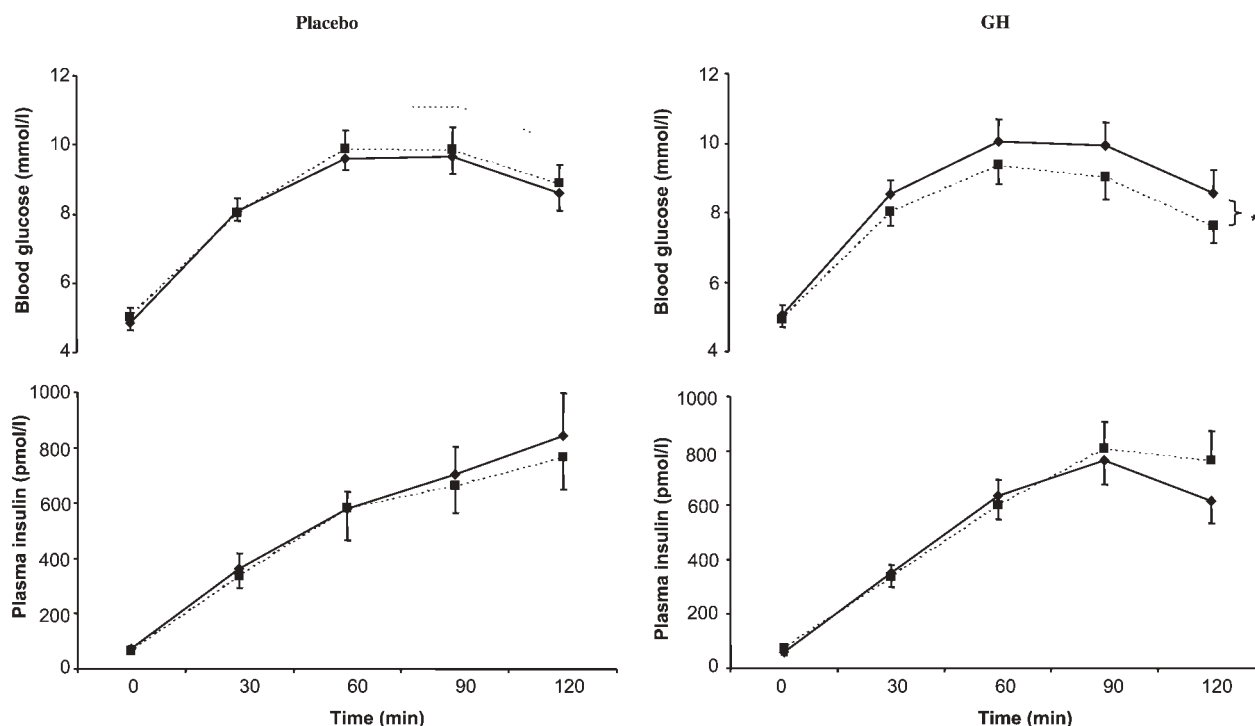 Placebo
GH
Blood glucose (mmol/l)
12
10
8
6
4
Blood glucose (mmol/l)
12
10
8
6
4
*
Plasma insulin (pmol/l)
1000
800
600
400
200
0
0 30 60 90 120
Time (min)
Plasma insulin (pmol/l)
1000
800
600
400
200
0
0 30 60 90 120
Time (min)